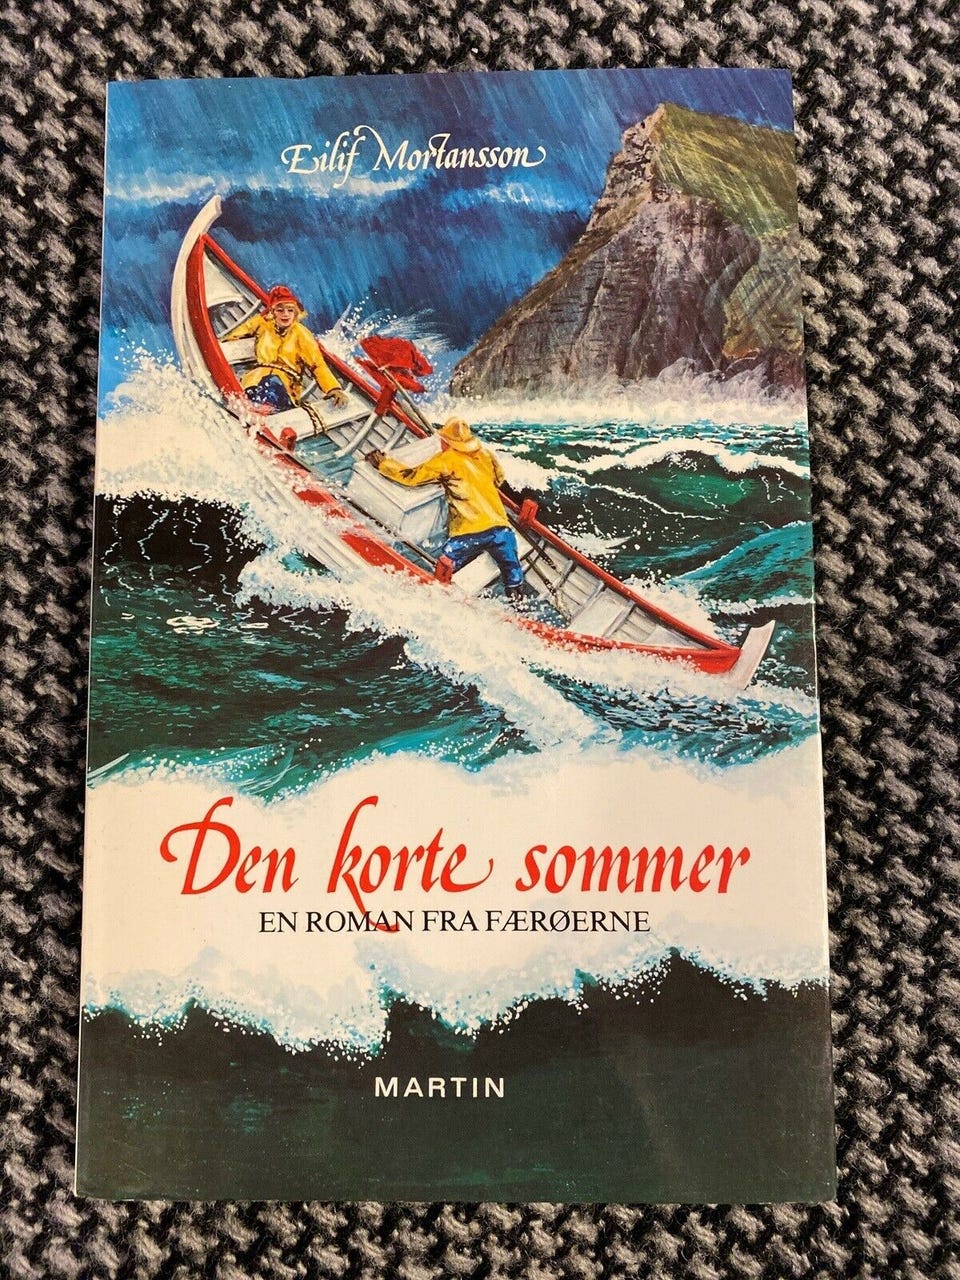 Eilif Mortansson
Den korte sommer
EN ROMAN FRA FÆRØERNE
MARTIN